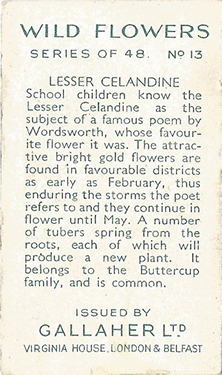 WILD FLOWERS
SERIES OF 48. No 13
LESSER CELANDINE
School children know the
Lesser Celandine as the
subject of a famous poem by
Wordsworth, whose favour-
ite flower it was. The attrac-
tive bright gold flowers are
found in favourable districts
as early as February, thus
enduring the storms the poet
refers to and they continue in
flower until May. A number
of tubers spring from the
roots, each of which will
produce a new plant. It
belongs to the Buttercup
family, and is common.
ISSUED BY
GALLAHER LTD
VIRGINIA HOUSE, LONDON & BELFAST